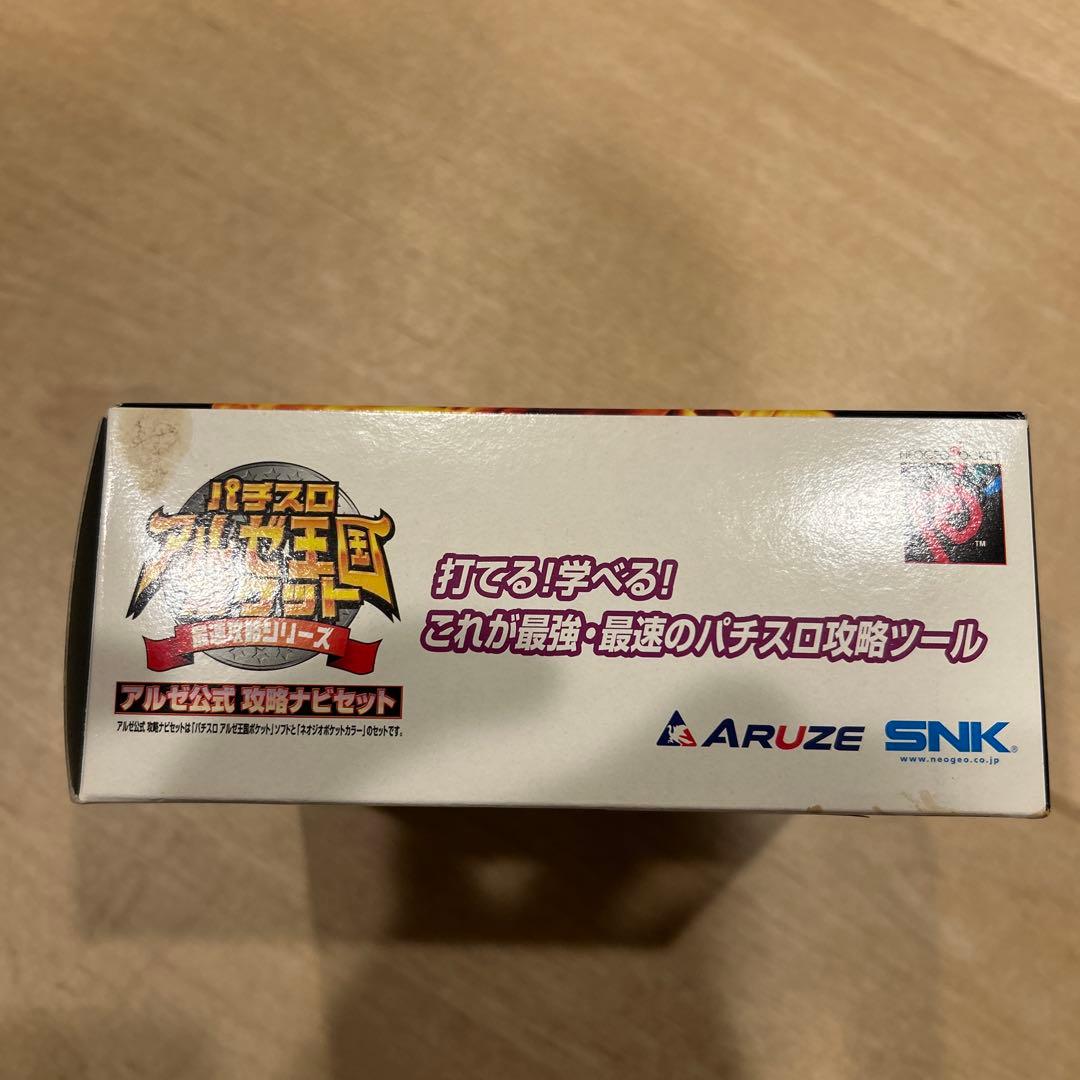 パチスロ
アルゼ王国
ポケット
最速攻略シリーズ
アルゼ公式 攻略ナビセット
アルゼ公式 攻略ナビセットは「パチスロ アルゼ王国ポケット」ソフトと「ネオジオポケットカラー」のセットです。
打てる!学べる!
これが最強・最速のパチスロ攻略ツール
NEOGEO POCKET
TM
ARUZE
SNK®
www.neogeo.co.jp